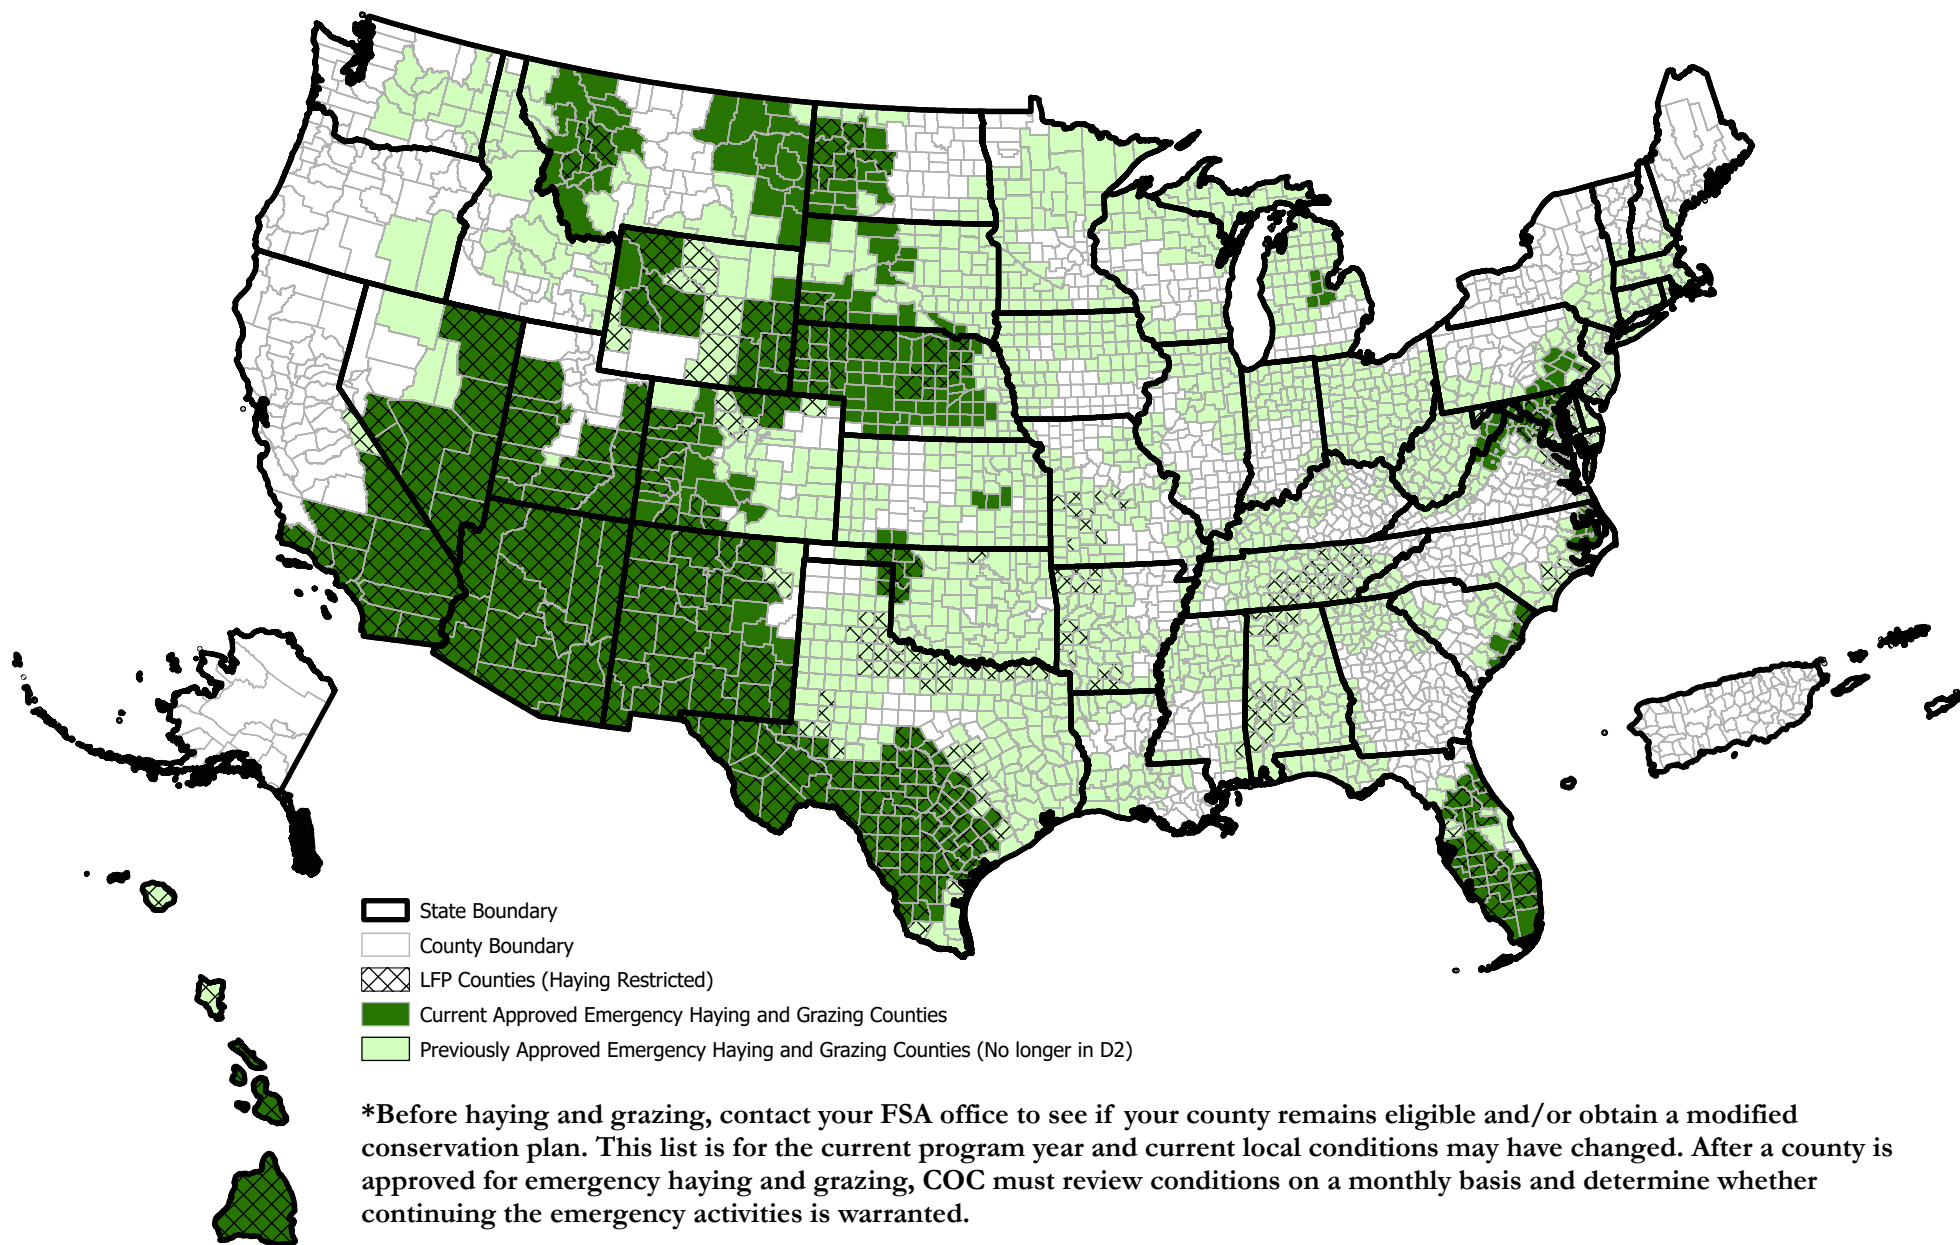 State Boundary
County Boundary
LFP Counties (Haying Restricted)
Current Approved Emergency Haying and Grazing Counties
Previously Approved Emergency Haying and Grazing Counties (No longer in D2)
*Before haying and grazing, contact your FSA office to see if your county remains eligible and/or obtain a modified
conservation plan. This list is for the current program year and current local conditions may have changed. After a county is
approved for emergency haying and grazing, COC must review conditions on a monthly basis and determine whether
continuing the emergency activities is warranted.